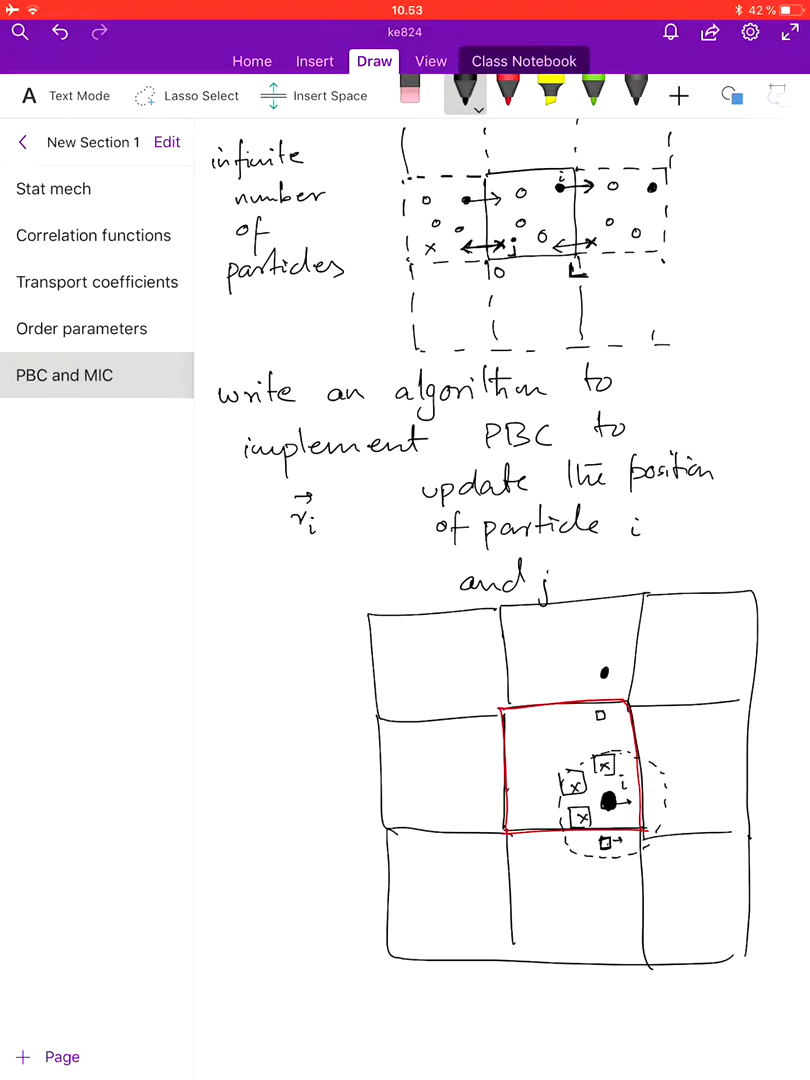 10.53
42 %
ke824
Home Insert Draw View Class Notebook
A Text Mode Lasso Select Insert Space
New Section 1 Edit
Stat mech
Correlation functions
Transport coefficients
Order parameters
PBC and MIC
Page
infinite
number
of
particles
i
x x j x
0 L
write an algorithm to
implement PBC to
update the position
r i
of particle i
and j
x
x i
x